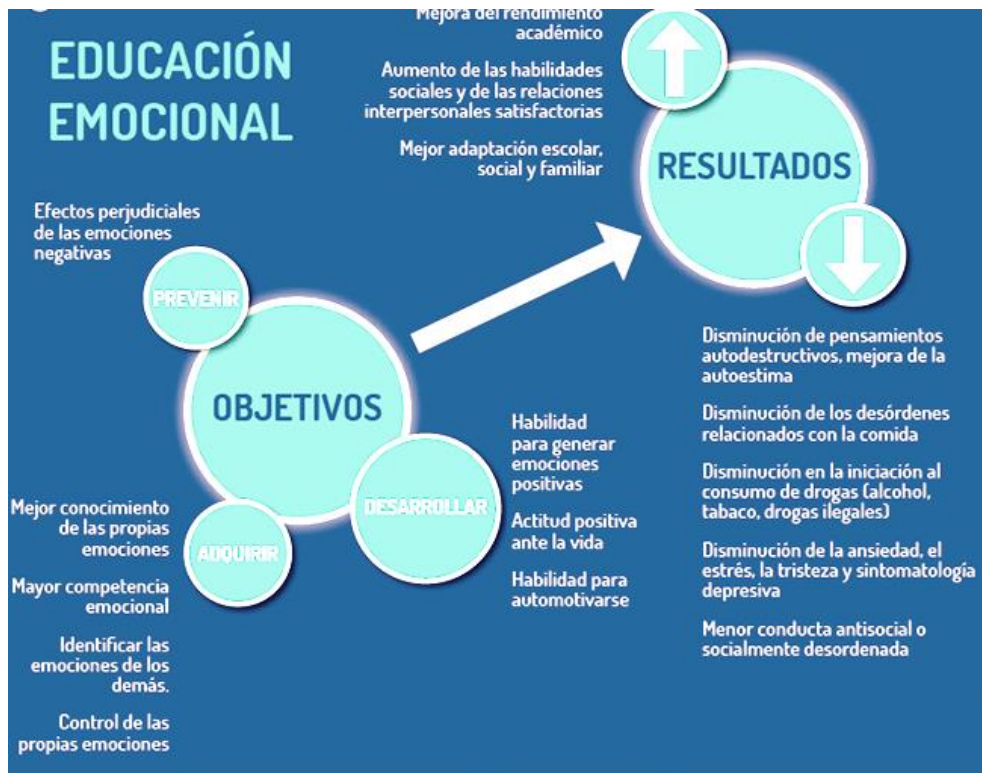 EDUCACIÓN
EMOCIONAL
Mejora del rendimiento
académico
Aumento de las habilidades
sociales y de las relaciones
interpersonales satisfactorias
Mejor adaptación escolar,
social y familiar
RESULTADOS
Efectos perjudiciales
de las emociones
negativas
PREVENIR
OBJETIVOS
DESARROLLAR
ADQUIRIR
Mejor conocimiento
de las propias
emociones
Mayor competencia
emocional
Identificar las
emociones de los
demás.
Control de las
propias emociones
Habilidad
para generar
emociones
positivas
Actitud positiva
ante la vida
Habilidad para
automotivarse
Disminución de pensamientos
autodestructivos, mejora de la
autoestima
Disminución de los desórdenes
relacionados con la comida
Disminución en la iniciación al
consumo de drogas (alcohol,
tabaco, drogas ilegales)
Disminución de la ansiedad, el
estrés, la tristeza y sintomatología
depresiva
Menor conducta antisocial o
socialmente desordenada